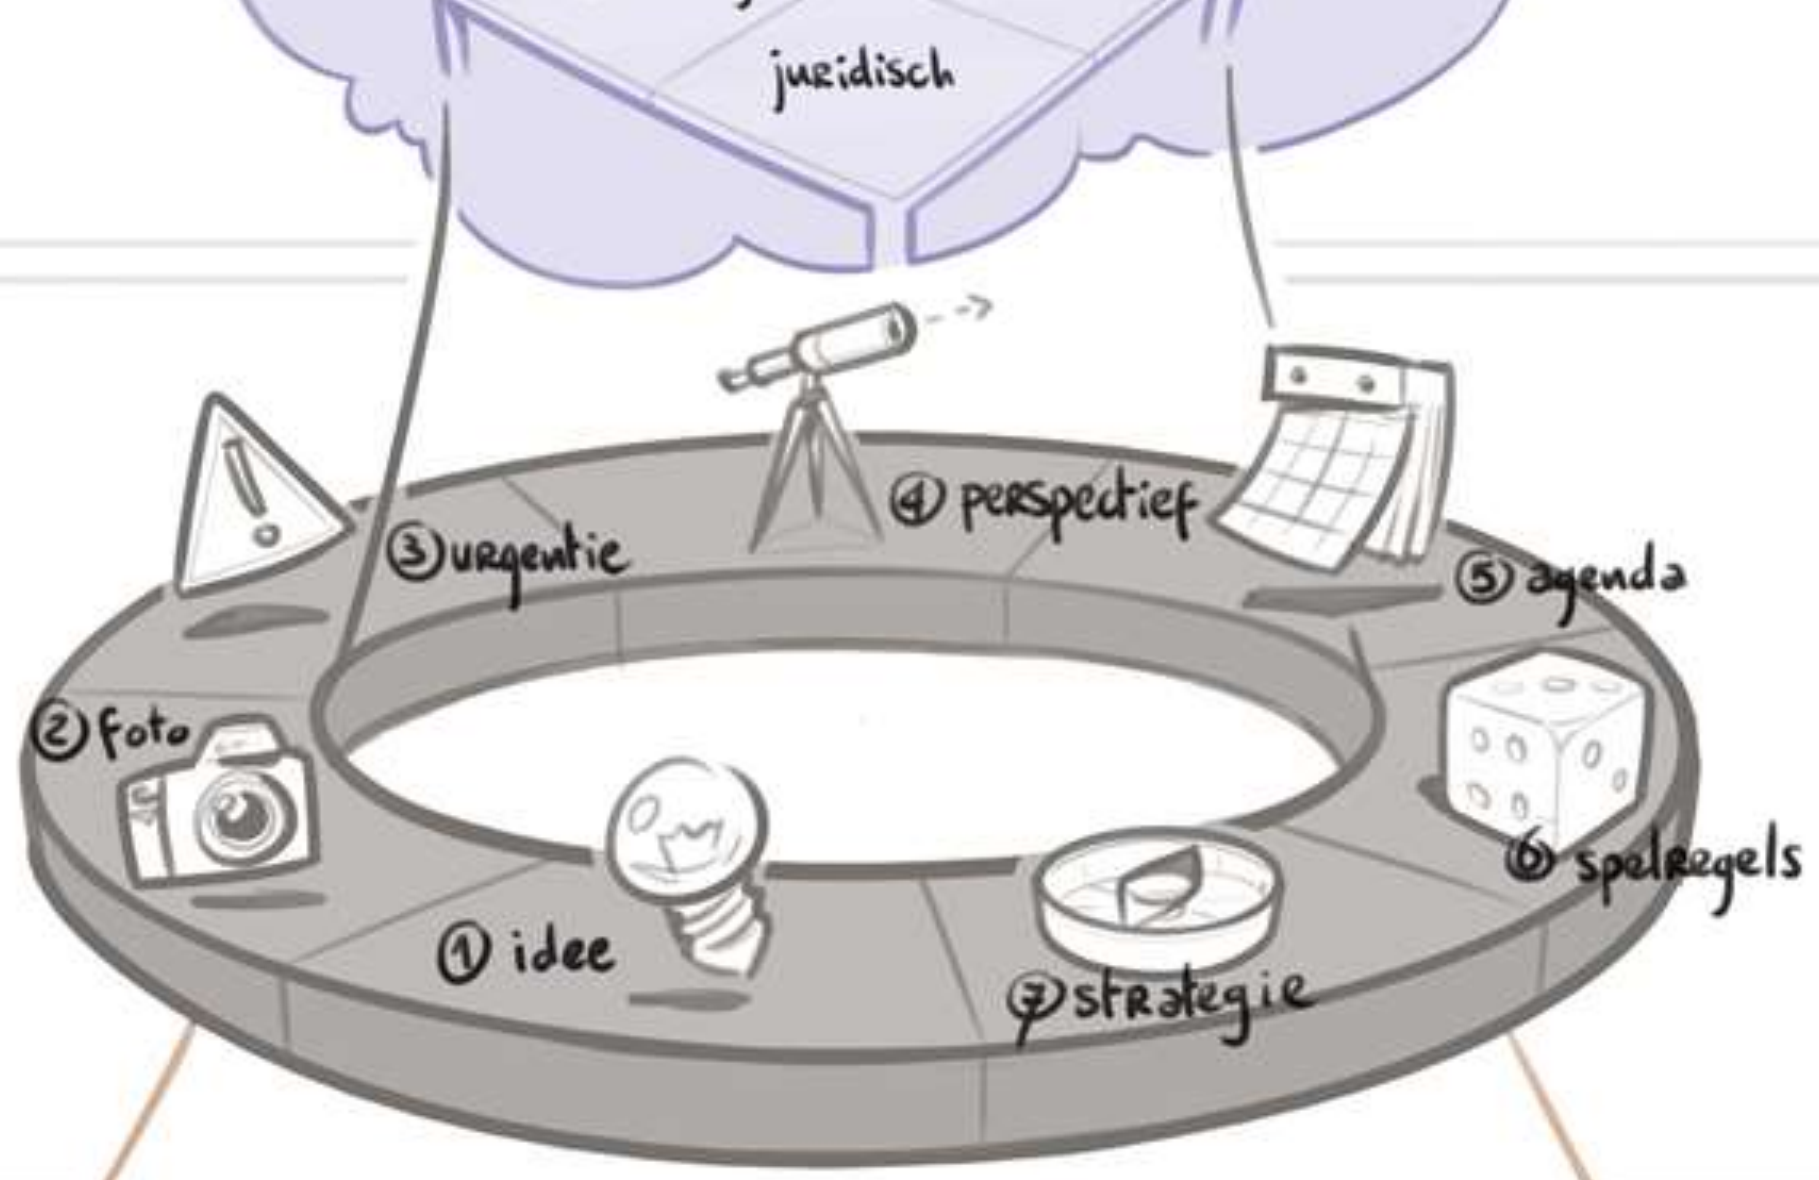 juridisch
① idee
② foto
③ urgentie
④ perspectief
⑤ agenda
⑥ spelregels
⑦ strategie